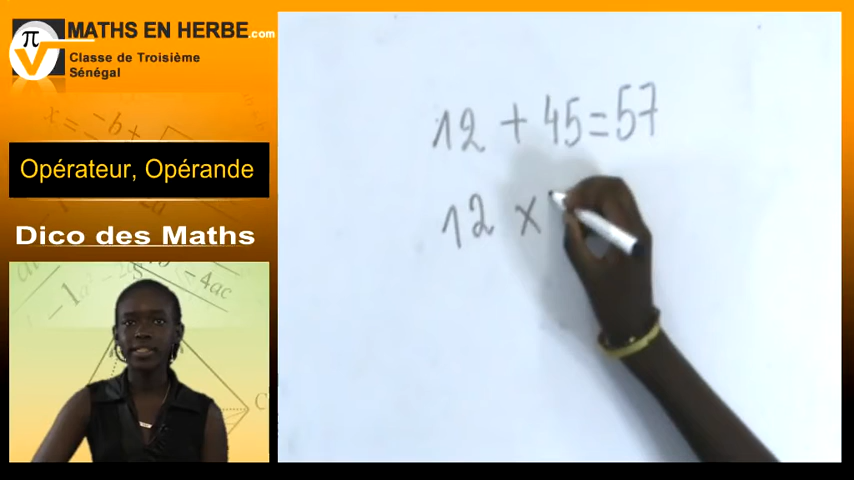 MATHS EN HERBE.com
Classe de Troisième
Sénégal
Opérateur, Opérande
Dico des Maths
12 + 45 = 57
12 x